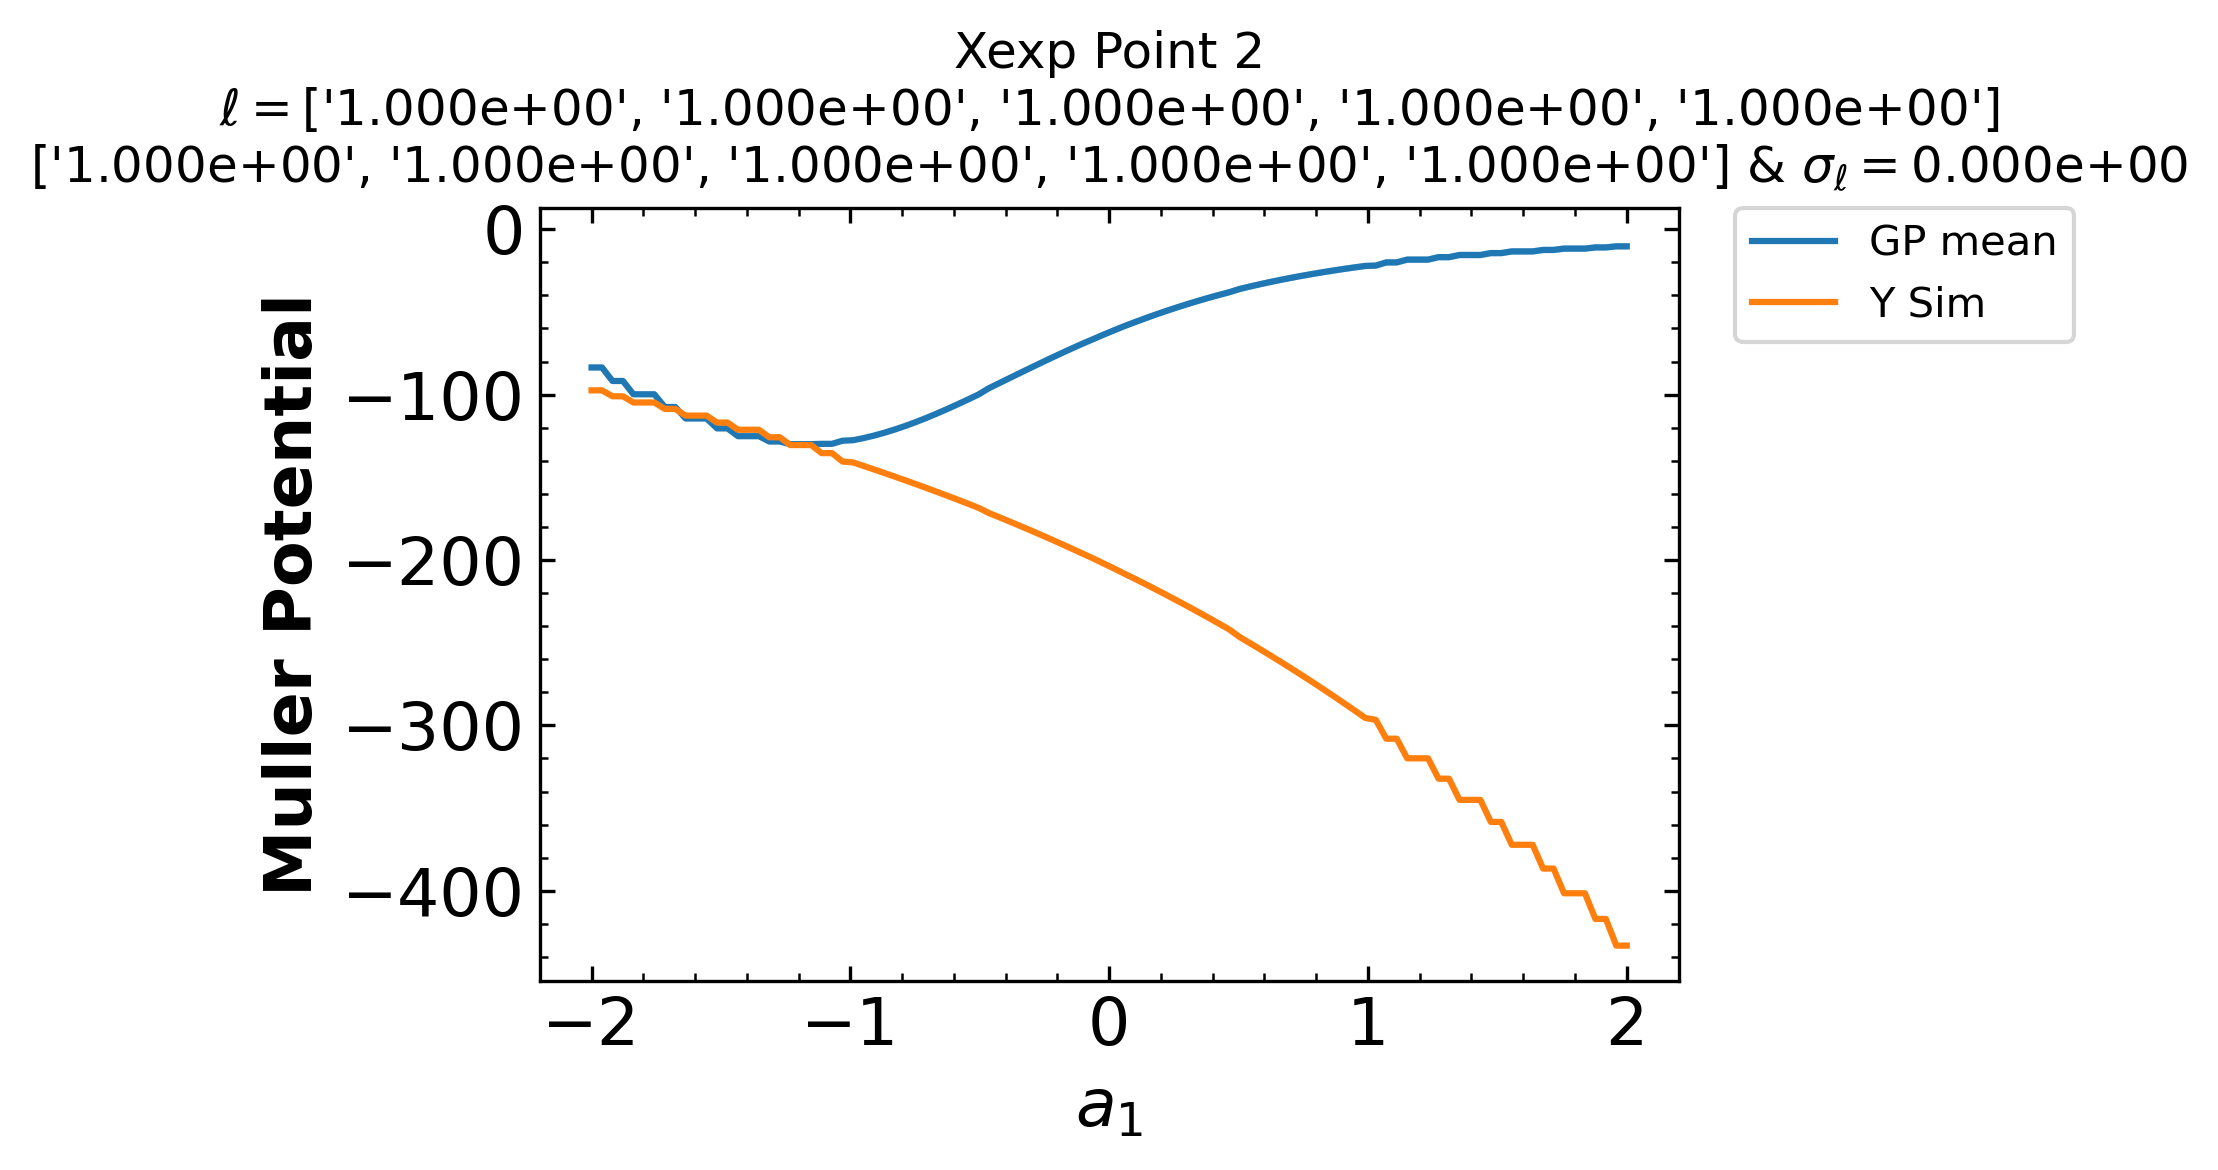 Xexp Point 2
ℓ = ['1.000e+00', '1.000e+00', '1.000e+00', '1.000e+00', '1.000e+00']
['1.000e+00', '1.000e+00', '1.000e+00', '1.000e+00', '1.000e+00'] & σ_ℓ = 0.000e+00
GP mean
Y Sim
Muller Potential
0
−100
−200
−300
−400
−2
−1
0
1
2
a₁